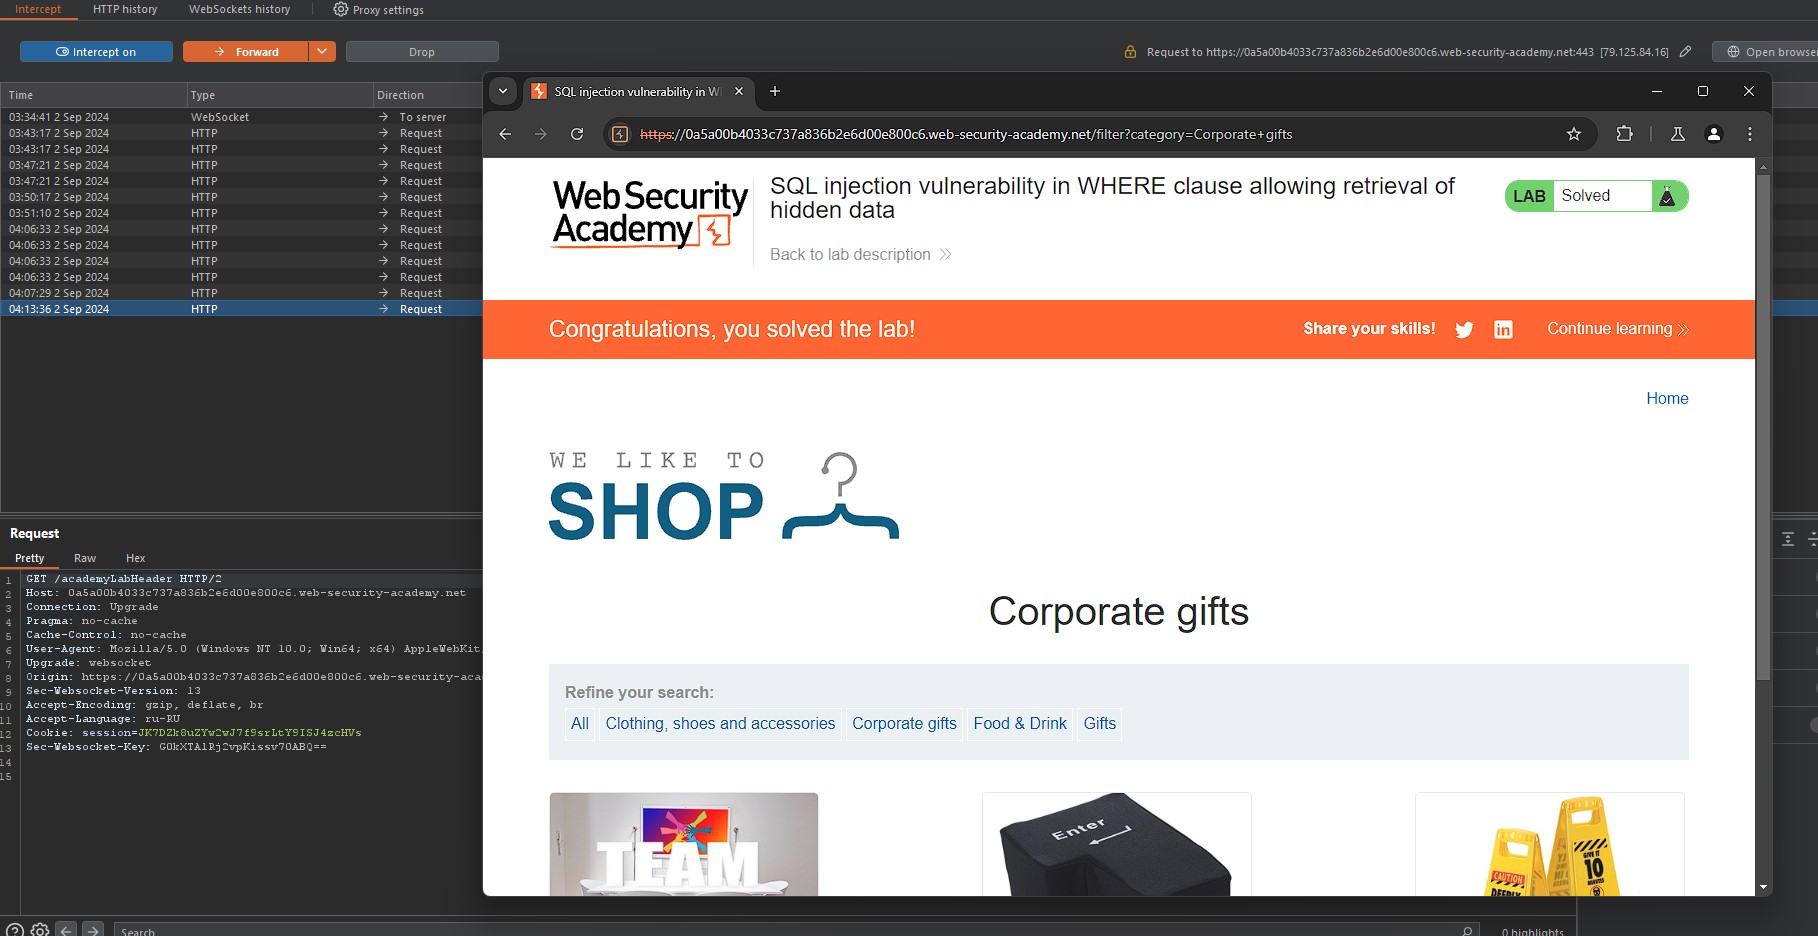 Intercept HTTP history WebSockets history Proxy settings
Intercept on Forward Drop Request to https://0a5a00b4033c737a836b2e6d00e800c6.web-security-academy.net:443 [79.125.84.16] Open browser
Time Type Direction
03:34:41 2 Sep 2024 WebSocket → To server
03:43:17 2 Sep 2024 HTTP → Request
03:43:17 2 Sep 2024 HTTP → Request
03:47:21 2 Sep 2024 HTTP → Request
03:47:21 2 Sep 2024 HTTP → Request
03:50:17 2 Sep 2024 HTTP → Request
03:51:10 2 Sep 2024 HTTP → Request
04:06:33 2 Sep 2024 HTTP → Request
04:06:33 2 Sep 2024 HTTP → Request
04:06:33 2 Sep 2024 HTTP → Request
04:06:33 2 Sep 2024 HTTP → Request
04:07:29 2 Sep 2024 HTTP → Request
04:13:36 2 Sep 2024 HTTP → Request
Request
Pretty Raw Hex
1 GET /academyLabHeader HTTP/2
2 Host: 0a5a00b4033c737a836b2e6d00e800c6.web-security-academy.net
3 Connection: Upgrade
4 Pragma: no-cache
5 Cache-Control: no-cache
6 User-Agent: Mozilla/5.0 (Windows NT 10.0; Win64; x64) AppleWebKit
7 Upgrade: websocket
8 Origin: https://0a5a00b4033c737a836b2e6d00e800c6.web-security-aca
9 Sec-Websocket-Version: 13
10 Accept-Encoding: gzip, deflate, br
11 Accept-Language: ru-RU
12 Cookie: session=JK7DZk8uZYw2wJ7f9srLtY9ISJ4zcHVs
13 Sec-Websocket-Key: G0kXTAlRj2vpKissv70ABQ==
14
15
Search 0 highlights
SQL injection vulnerability in W
https://0a5a00b4033c737a836b2e6d00e800c6.web-security-academy.net/filter?category=Corporate+gifts
Web Security
Academy
SQL injection vulnerability in WHERE clause allowing retrieval of
hidden data
Back to lab description
LAB Solved
Congratulations, you solved the lab! Share your skills! Continue learning
Home
WE LIKE TO
SHOP
Corporate gifts
Refine your search:
All Clothing, shoes and accessories Corporate gifts Food & Drink Gifts
TEAM
Enter
CAUTION
DEEPLY
GIVE IT
10
MINUTES